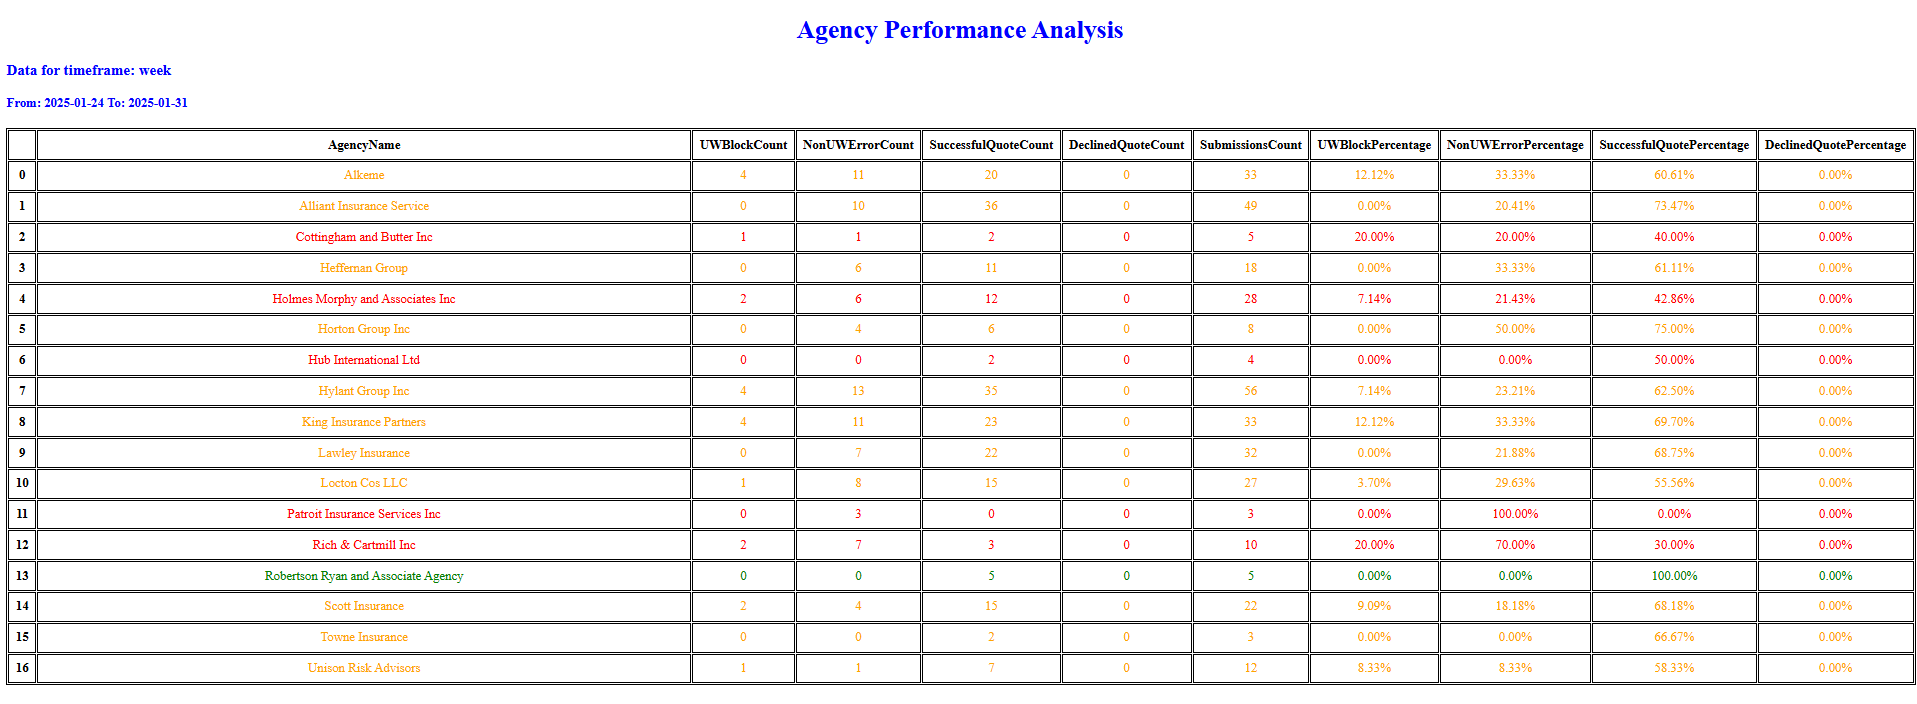 Agency Performance Analysis
Data for timeframe: week
From: 2025-01-24 To: 2025-01-31
AgencyName UWBlockCount NonUWErrorCount SuccessfulQuoteCount DeclinedQuoteCount SubmissionsCount UWBlockPercentage NonUWErrorPercentage SuccessfulQuotePercentage DeclinedQuotePercentage
0 Alkeme 4 11 20 0 33 12.12% 33.33% 60.61% 0.00%
1 Alliant Insurance Service 0 10 36 0 49 0.00% 20.41% 73.47% 0.00%
2 Cottingham and Butter Inc 1 1 2 0 5 20.00% 20.00% 40.00% 0.00%
3 Heffernan Group 0 6 11 0 18 0.00% 33.33% 61.11% 0.00%
4 Holmes Morphy and Associates Inc 2 6 12 0 28 7.14% 21.43% 42.86% 0.00%
5 Horton Group Inc 0 4 6 0 8 0.00% 50.00% 75.00% 0.00%
6 Hub International Ltd 0 0 2 0 4 0.00% 0.00% 50.00% 0.00%
7 Hylant Group Inc 4 13 35 0 56 7.14% 23.21% 62.50% 0.00%
8 King Insurance Partners 4 11 23 0 33 12.12% 33.33% 69.70% 0.00%
9 Lawley Insurance 0 7 22 0 32 0.00% 21.88% 68.75% 0.00%
10 Locton Cos LLC 1 8 15 0 27 3.70% 29.63% 55.56% 0.00%
11 Patroit Insurance Services Inc 0 3 0 0 3 0.00% 100.00% 0.00% 0.00%
12 Rich & Cartmill Inc 2 7 3 0 10 20.00% 70.00% 30.00% 0.00%
13 Robertson Ryan and Associate Agency 0 0 5 0 5 0.00% 0.00% 100.00% 0.00%
14 Scott Insurance 2 4 15 0 22 9.09% 18.18% 68.18% 0.00%
15 Towne Insurance 0 0 2 0 3 0.00% 0.00% 66.67% 0.00%
16 Unison Risk Advisors 1 1 7 0 12 8.33% 8.33% 58.33% 0.00%